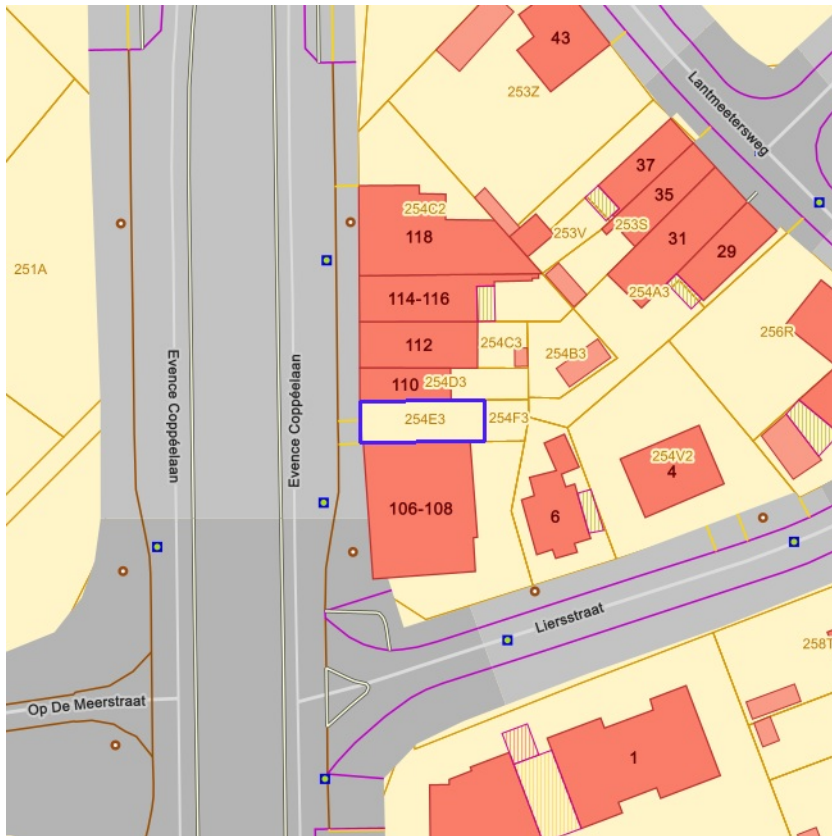 43
Lantmeetersweg
253Z
37
35
254C2
253S
118
253V
31
29
251A
254A3
114-116
256R
112
254C3
254B3
Evence Coppéelaan
Evence Coppéelaan
110
254D3
254E3
254F3
254V2
4
106-108
6
Liersstraat
258T
Op De Meerstraat
1